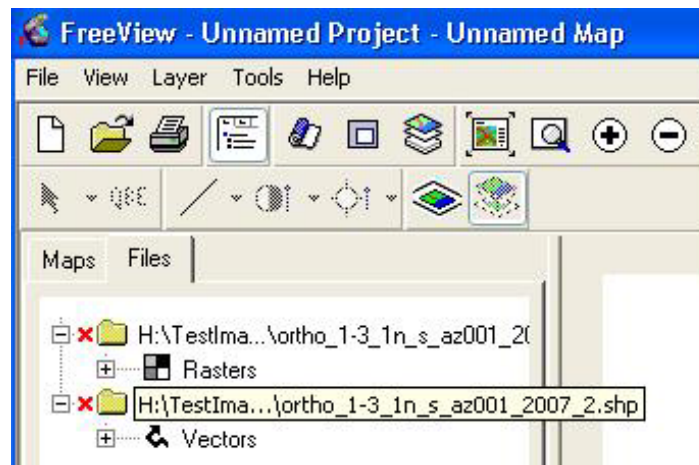 FreeView - Unnamed Project - Unnamed Map
File View Layer Tools Help
Maps Files
H:\TestIma...\ortho_1-3_1n_s_az001_20
Rasters
H:\TestIma...\ortho_1-3_1n_s_az001_2007_2.shp
Vectors